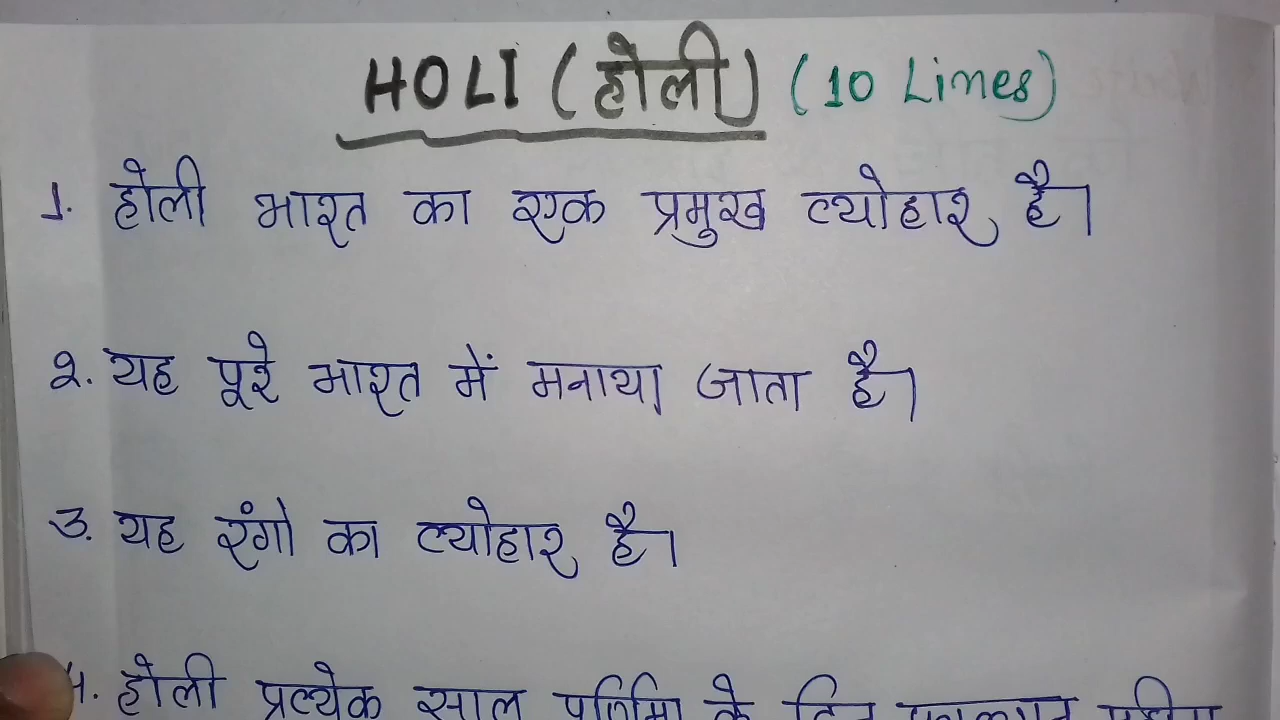 HOLI (होली) (10 Lines)
1. होली भारत का एक प्रमुख त्योहार है।
2. यह पूरे भारत में मनाया जाता है।
3. यह रंगो का त्योहार है।
4. होली प्रत्येक साल के दिन